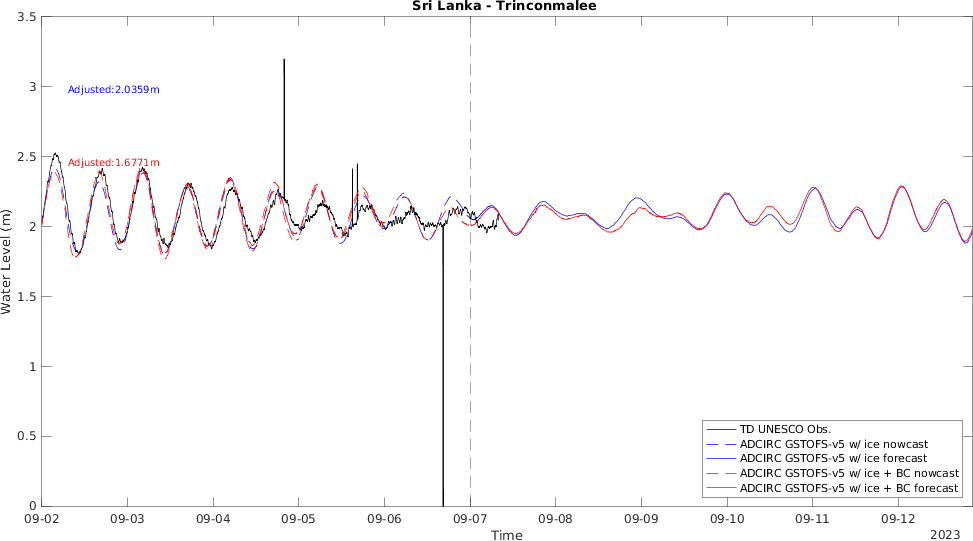 Sri Lanka - Trinconmalee
3.5
3
2.5
2
1.5
1
0.5
0
Water Level (m)
Adjusted:2.0359m
Adjusted:1.6771m
TD UNESCO Obs.
ADCIRC GSTOFS-v5 w/ ice nowcast
ADCIRC GSTOFS-v5 w/ ice forecast
ADCIRC GSTOFS-v5 w/ ice + BC nowcast
ADCIRC GSTOFS-v5 w/ ice + BC forecast
09-02 09-03 09-04 09-05 09-06 09-07 09-08 09-09 09-10 09-11 09-12
Time
2023